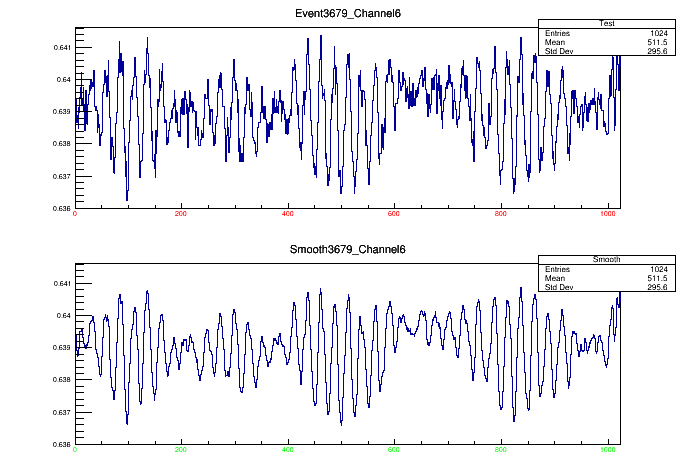 Event3679_Channel6
Test
Entries 1024
Mean 511.5
Std Dev 295.6
0.641
0.64
0.639
0.638
0.637
0.636
0 200 400 600 800 1000
Smooth3679_Channel6
Smooth
Entries 1024
Mean 511.5
Std Dev 295.6
0.641
0.64
0.639
0.638
0.637
0.636
0 200 400 600 800 1000